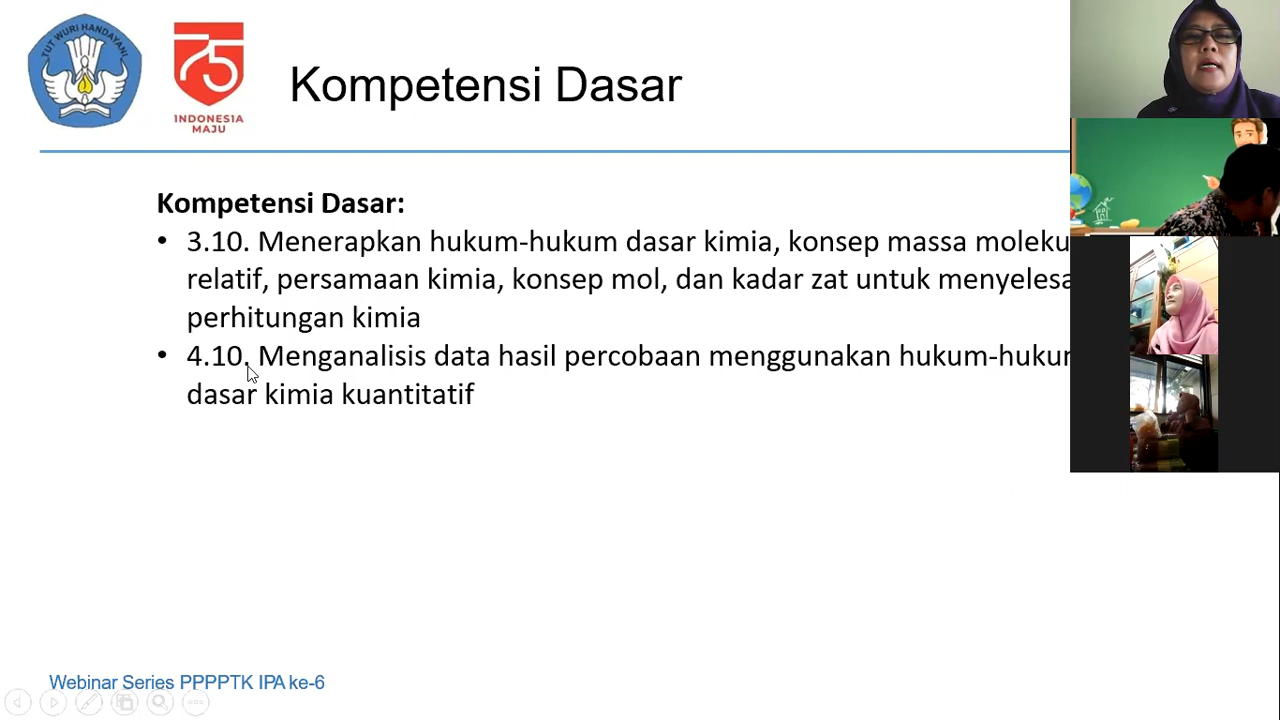 TUT WURI HANDAYANI
75
INDONESIA
MAJU
Kompetensi Dasar
Kompetensi Dasar:
• 3.10. Menerapkan hukum-hukum dasar kimia, konsep massa moleku
relatif, persamaan kimia, konsep mol, dan kadar zat untuk menyelesa
perhitungan kimia
• 4.10. Menganalisis data hasil percobaan menggunakan hukum-hukum
dasar kimia kuantitatif
Webinar Series PPPPTK IPA ke-6